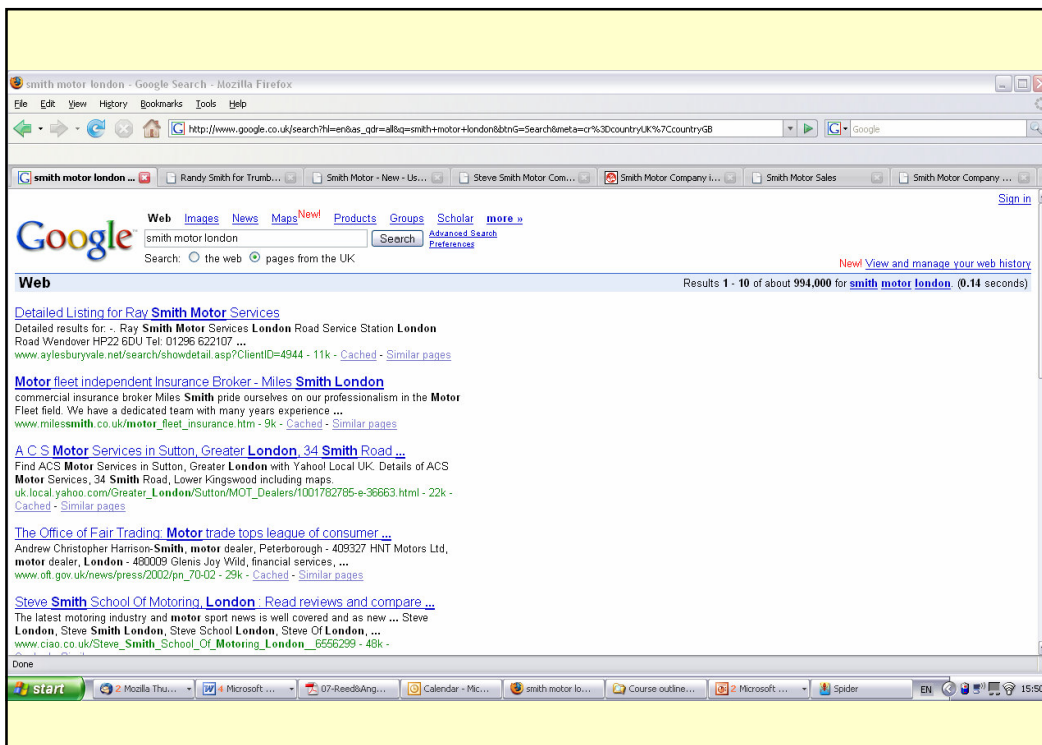 smith motor london - Google Search - Mozilla Firefox
File Edit View History Bookmarks Tools Help
http://www.google.co.uk/search?hl=en&as_qdr=all&q=smith+motor+london&btnG=Search&meta=cr%3DcountryUK%7CcountryGB Google
smith motor london ... Randy Smith for Trumb... Smith Motor - New - Us... Steve Smith Motor Com... Smith Motor Company i... Smith Motor Sales Smith Motor Company ...
Sign in
Web Images News Maps New! Products Groups Scholar more »
Google smith motor london Search Advanced Search
Preferences
Search: the web pages from the UK
New! View and manage your web history
Web Results 1 - 10 of about 994,000 for smith motor london. (0.14 seconds)
Detailed Listing for Ray Smith Motor Services
Detailed results for: -. Ray Smith Motor Services London Road Service Station London
Road Wendover HP22 6DU Tel: 01296 622107 ...
www.aylesburyvale.net/search/showdetail.asp?ClientID=4944 - 11k - Cached - Similar pages
Motor fleet independent Insurance Broker - Miles Smith London
commercial insurance broker Miles Smith pride ourselves on our professionalism in the Motor
Fleet field. We have a dedicated team with many years experience ...
www.milessmith.co.uk/motor_fleet_insurance.htm - 9k - Cached - Similar pages
A C S Motor Services in Sutton, Greater London, 34 Smith Road ...
Find ACS Motor Services in Sutton, Greater London with Yahoo! Local UK. Details of ACS
Motor Services, 34 Smith Road, Lower Kingswood including maps.
uk.local.yahoo.com/Greater_London/Sutton/MOT_Dealers/1001782785-e-36663.html - 22k -
Cached - Similar pages
The Office of Fair Trading: Motor trade tops league of consumer ...
Andrew Christopher Harrison-Smith, motor dealer, Peterborough - 409327 HNT Motors Ltd,
motor dealer, London - 480009 Glenis Joy Wild, financial services, ...
www.oft.gov.uk/news/press/2002/pn_70-02 - 29k - Cached - Similar pages
Steve Smith School Of Motoring, London : Read reviews and compare ...
The latest motoring industry and motor sport news is well covered and as new ... Steve
London, Steve Smith London, Steve School London, Steve Of London, ...
www.ciao.co.uk/Steve_Smith_School_Of_Motoring_London__6556299 - 48k -
Done
start 2 Mozilla Thu... 4 Microsoft ... 07-Reed&Ang... Calendar - Mic... smith motor lo... Course outline... 2 Microsoft ... Spider EN 15:50